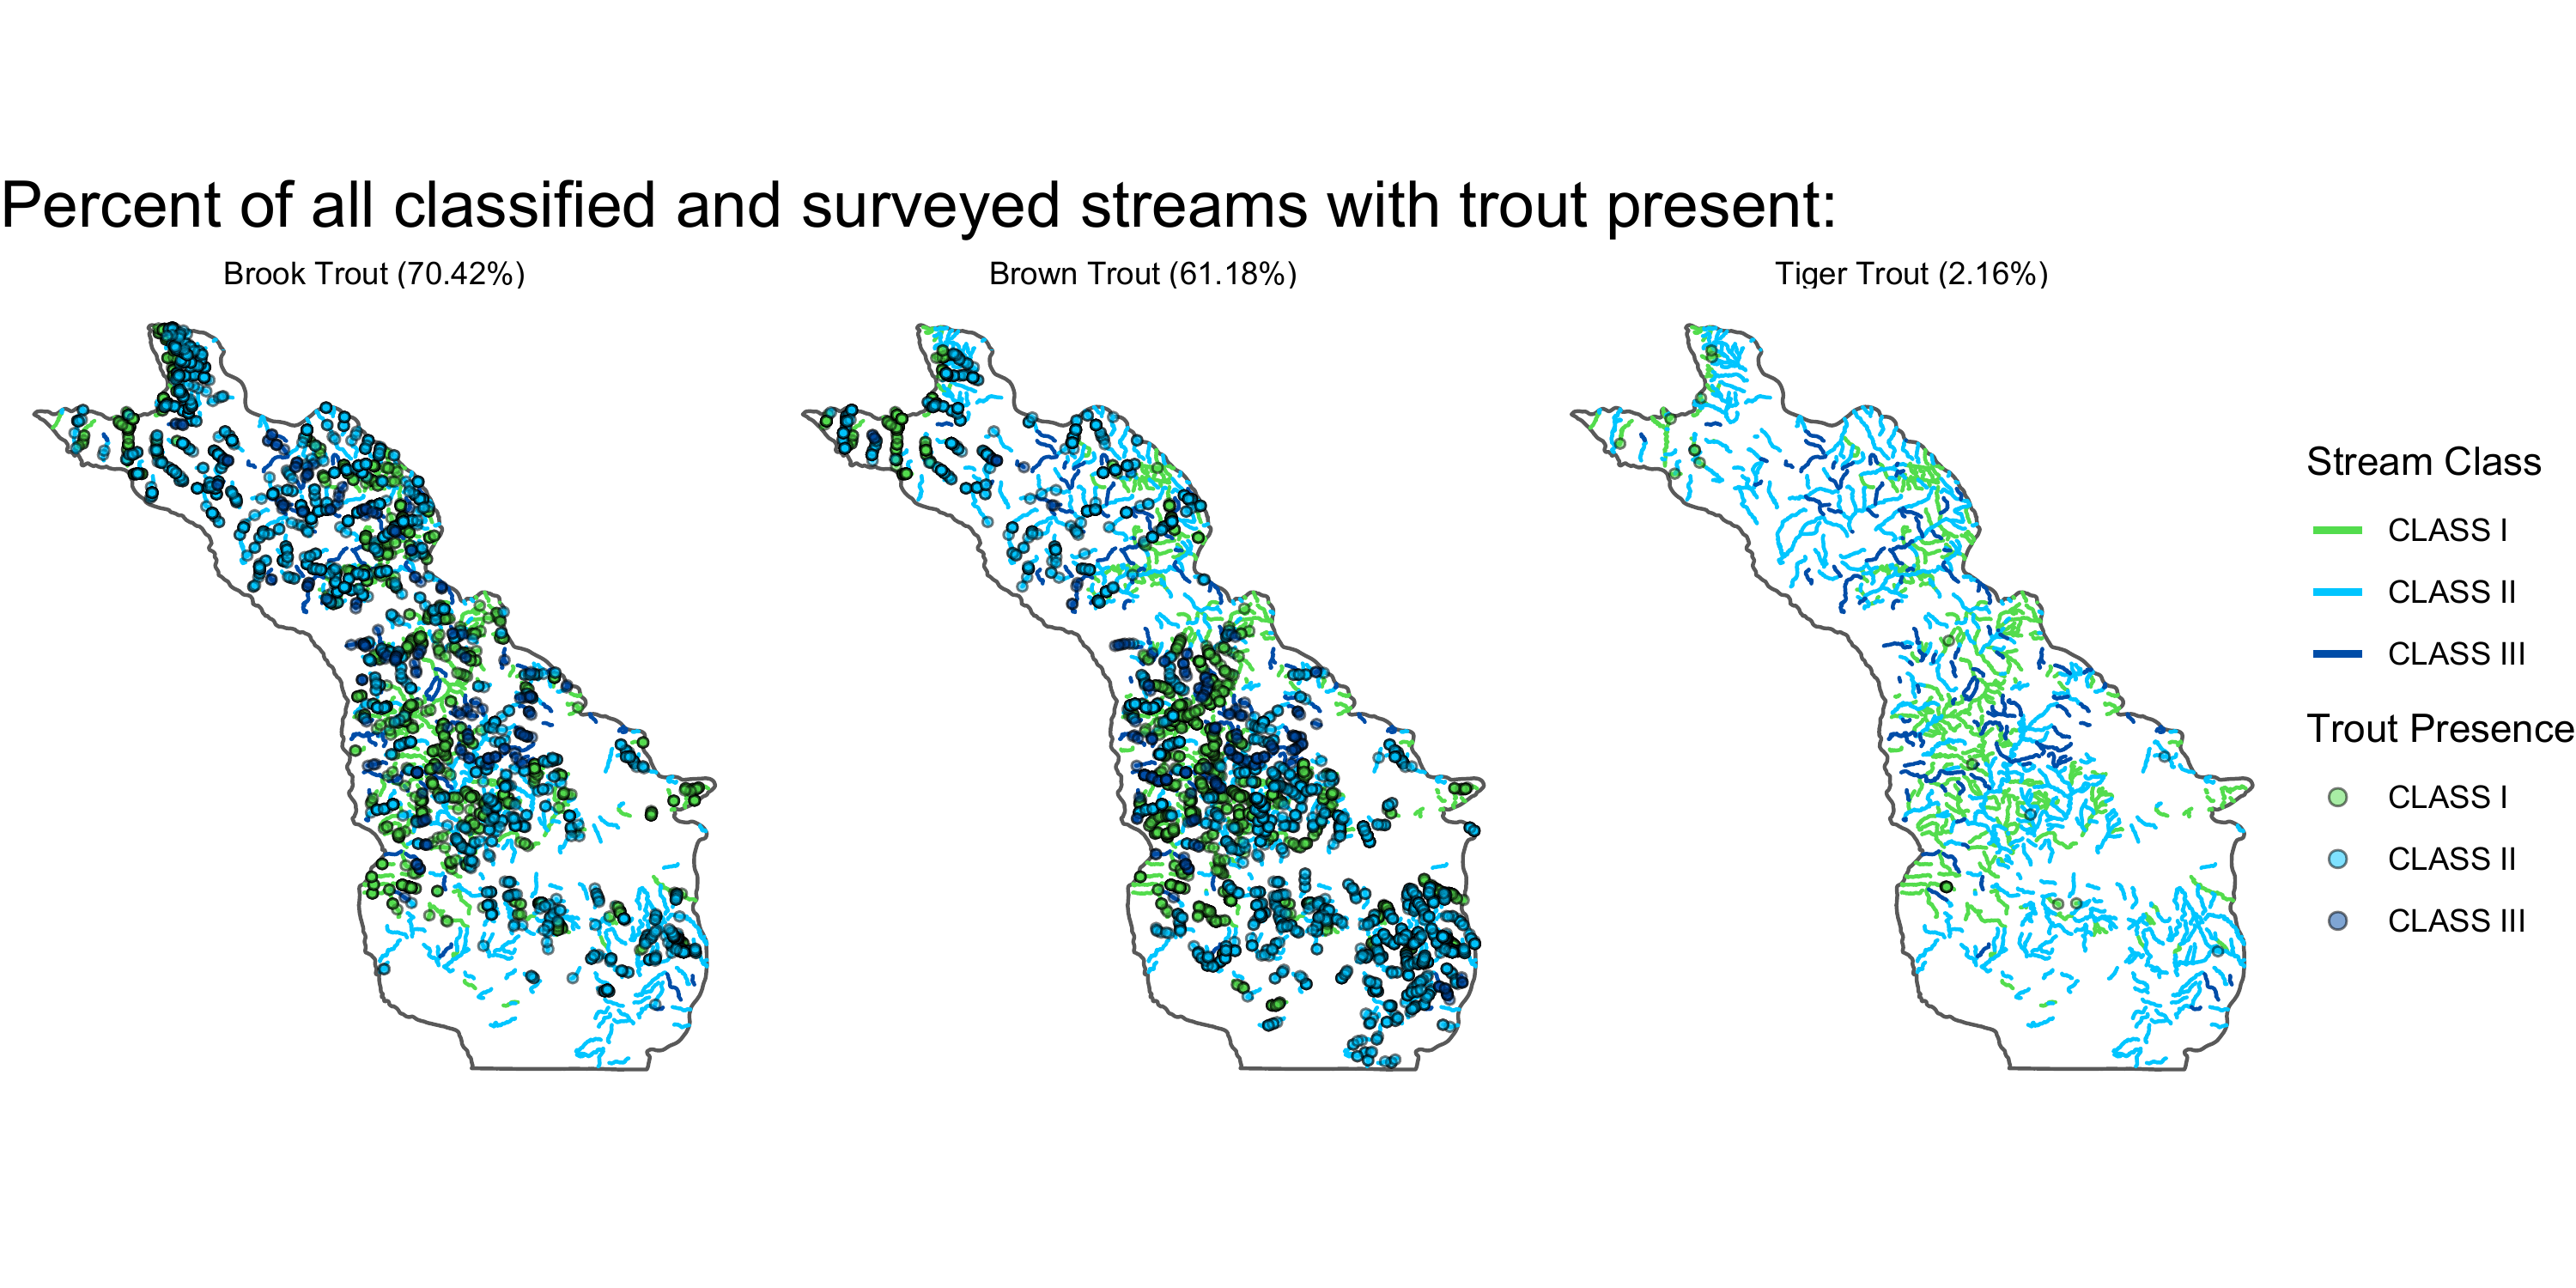 Percent of all classified and surveyed streams with trout present:
Brook Trout (70.42%)
Brown Trout (61.18%)
Tiger Trout (2.16%)
Stream Class
CLASS I
CLASS II
CLASS III
Trout Presence
CLASS I
CLASS II
CLASS III